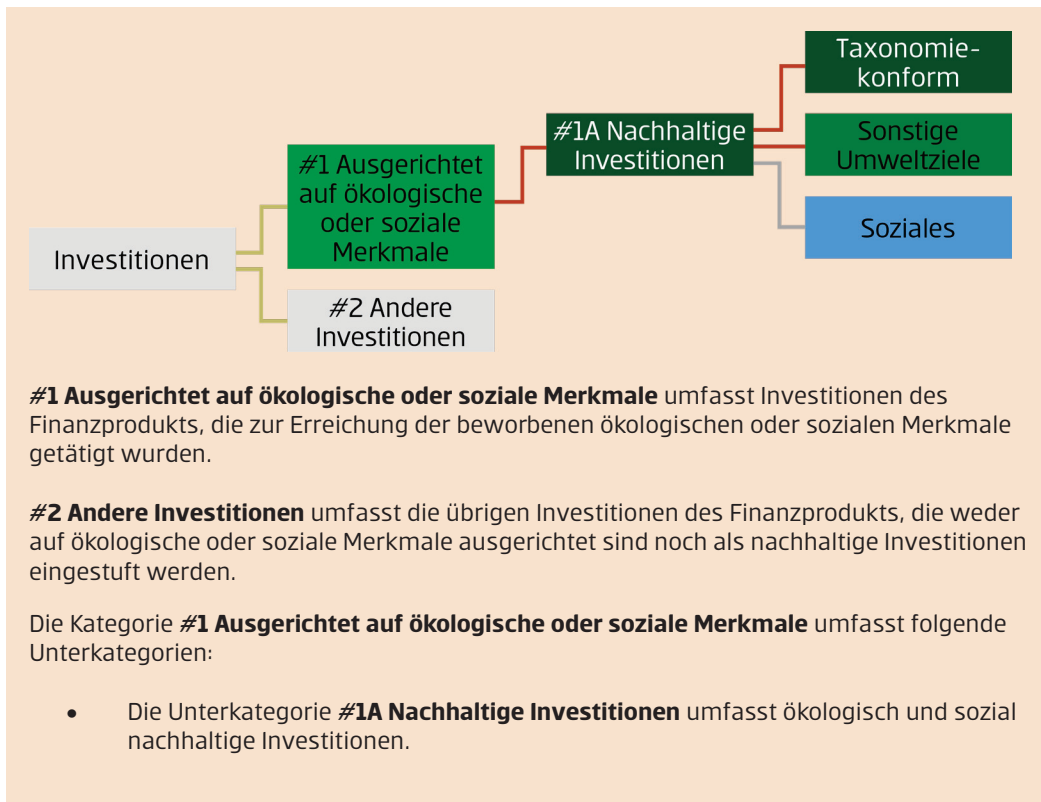 Taxonomie-
konform
#1A Nachhaltige
Investitionen
Sonstige
Umweltziele
#1 Ausgerichtet
auf ökologische
oder soziale
Merkmale
Soziales
Investitionen
#2 Andere
Investitionen
#1 Ausgerichtet auf ökologische oder soziale Merkmale umfasst Investitionen des
Finanzprodukts, die zur Erreichung der beworbenen ökologischen oder sozialen Merkmale
getätigt wurden.
#2 Andere Investitionen umfasst die übrigen Investitionen des Finanzprodukts, die weder
auf ökologische oder soziale Merkmale ausgerichtet sind noch als nachhaltige Investitionen
eingestuft werden.
Die Kategorie #1 Ausgerichtet auf ökologische oder soziale Merkmale umfasst folgende
Unterkategorien:
• Die Unterkategorie #1A Nachhaltige Investitionen umfasst ökologisch und sozial
nachhaltige Investitionen.